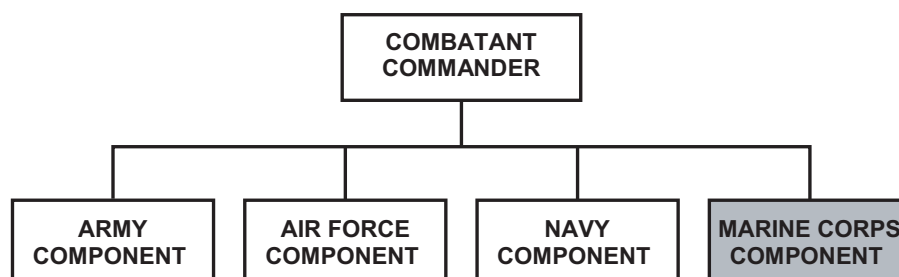 COMBATANT
COMMANDER
ARMY
COMPONENT
AIR FORCE
COMPONENT
NAVY
COMPONENT
MARINE CORPS
COMPONENT